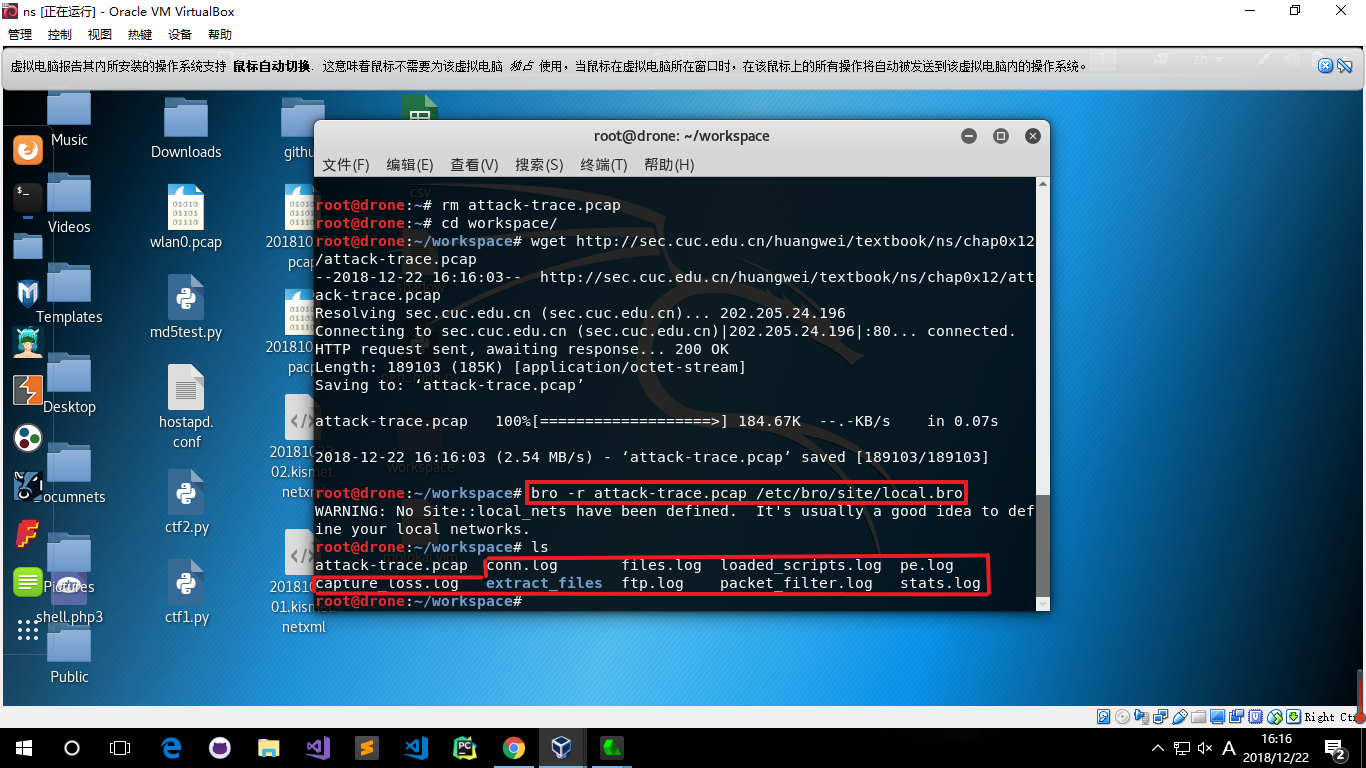 ns [正在运行] - Oracle VM VirtualBox
管理 控制 视图 热键 设备 帮助
虚拟电脑报告其内所安装的操作系统支持 鼠标自动切换. 这意味着鼠标不需要为该虚拟电脑 独占 使用，当鼠标在虚拟电脑所在窗口时，在该鼠标上的所有操作将自动被发送到该虚拟电脑内的操作系统。
Music
Downloads
githu
Videos
wlan0.pcap
201810
pcap
Templates
md5test.py
201810
pacp
Desktop
hostapd.
conf
201810
02.kismet.
netxml
ocumnets
ctf2.py
Pictures
shell.php3
ctf1.py
201810
01.kismet.
netxml
Public
root@drone: ~/workspace
文件(F) 编辑(E) 查看(V) 搜索(S) 终端(T) 帮助(H)
root@drone:~# rm attack-trace.pcap
root@drone:~# cd workspace/
root@drone:~/workspace# wget http://sec.cuc.edu.cn/huangwei/textbook/ns/chap0x12
/attack-trace.pcap
--2018-12-22 16:16:03-- http://sec.cuc.edu.cn/huangwei/textbook/ns/chap0x12/att
ack-trace.pcap
Resolving sec.cuc.edu.cn (sec.cuc.edu.cn)... 202.205.24.196
Connecting to sec.cuc.edu.cn (sec.cuc.edu.cn)|202.205.24.196|:80... connected.
HTTP request sent, awaiting response... 200 OK
Length: 189103 (185K) [application/octet-stream]
Saving to: ‘attack-trace.pcap’
attack-trace.pcap 100%[===================>] 184.67K --.-KB/s in 0.07s
2018-12-22 16:16:03 (2.54 MB/s) - ‘attack-trace.pcap’ saved [189103/189103]
root@drone:~/workspace# bro -r attack-trace.pcap /etc/bro/site/local.bro
WARNING: No Site::local_nets have been defined. It's usually a good idea to def
ine your local networks.
root@drone:~/workspace# ls
attack-trace.pcap conn.log files.log loaded_scripts.log pe.log
capture_loss.log extract_files ftp.log packet_filter.log stats.log
root@drone:~/workspace#
Right Ctr
16:16
2018/12/22
2